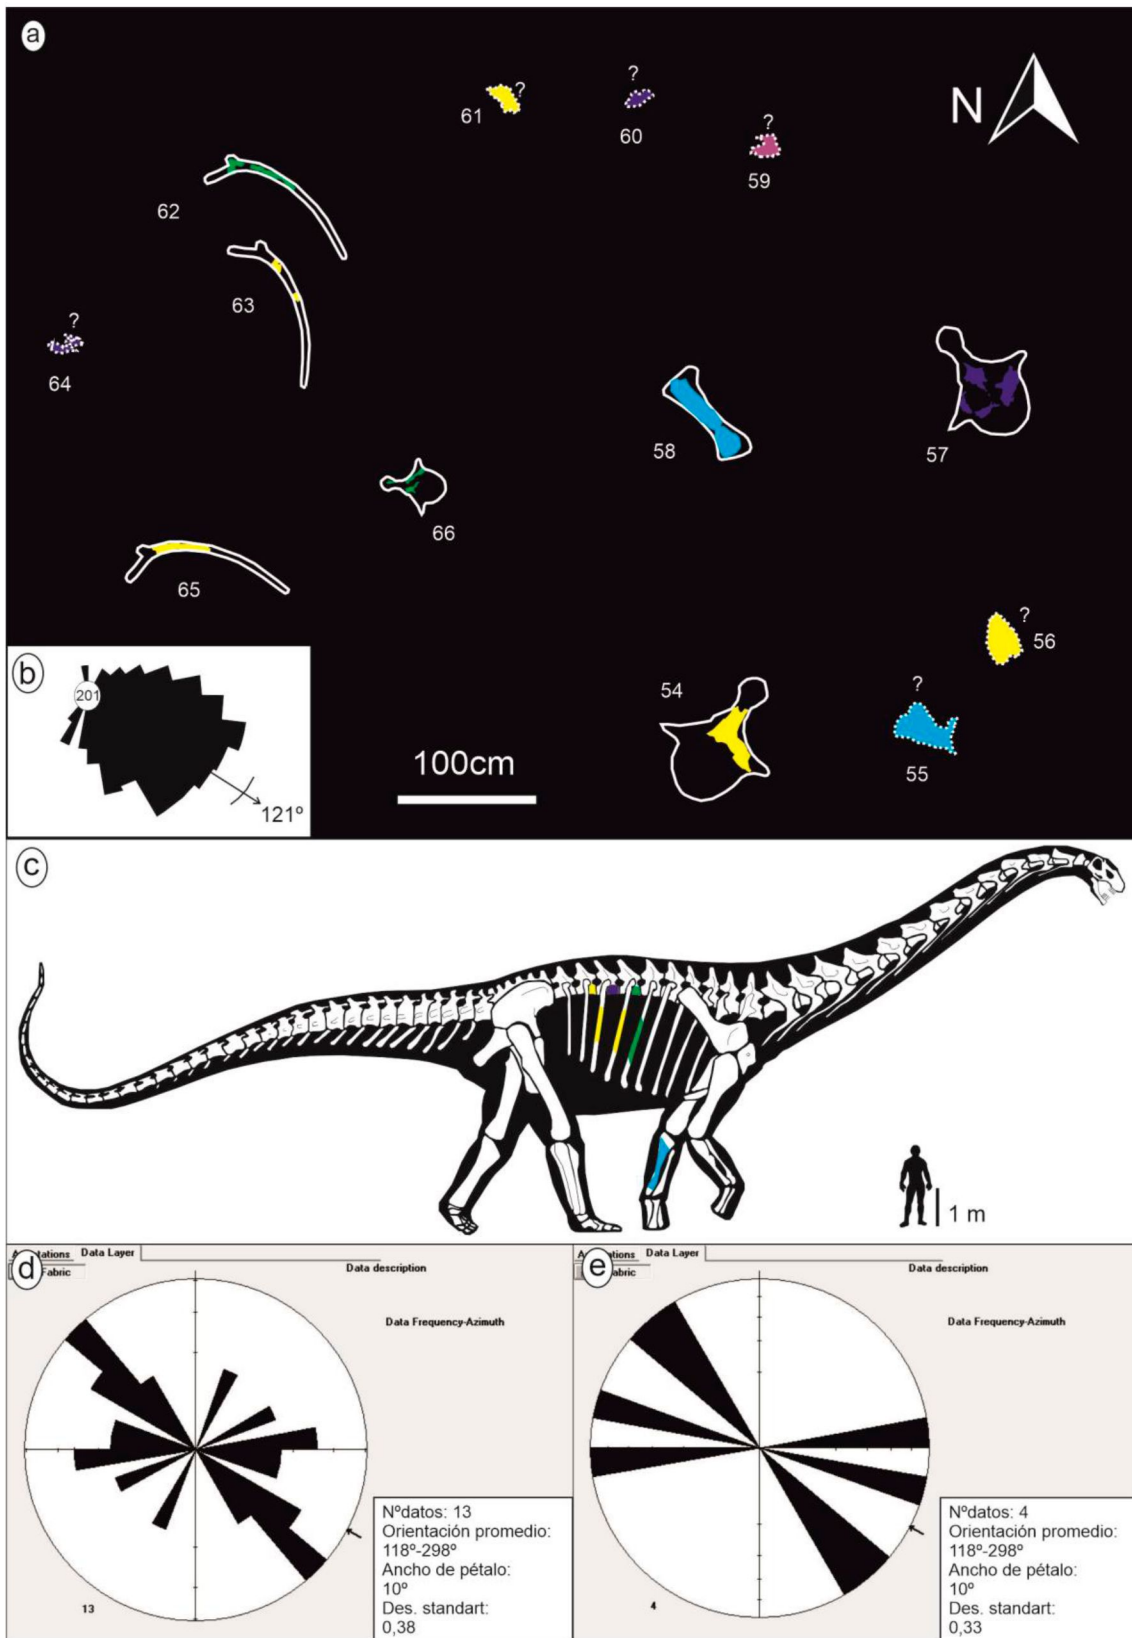 a
?
?
61
60
?
59
N
62
63
?
64
58
57
66
65
?
56
54
?
55
100cm
b
201
121º
c
1 m
Data Layer
Data description
Data Frequency-Azimuth
d
Nºdatos: 13
Orientación promedio:
118º-298º
Ancho de pétalo:
10º
Des. standart:
0,38
13
Data Layer
Data description
Data Frequency-Azimuth
e
Nºdatos: 4
Orientación promedio:
118º-298º
Ancho de pétalo:
10º
Des. standart:
0,33
4